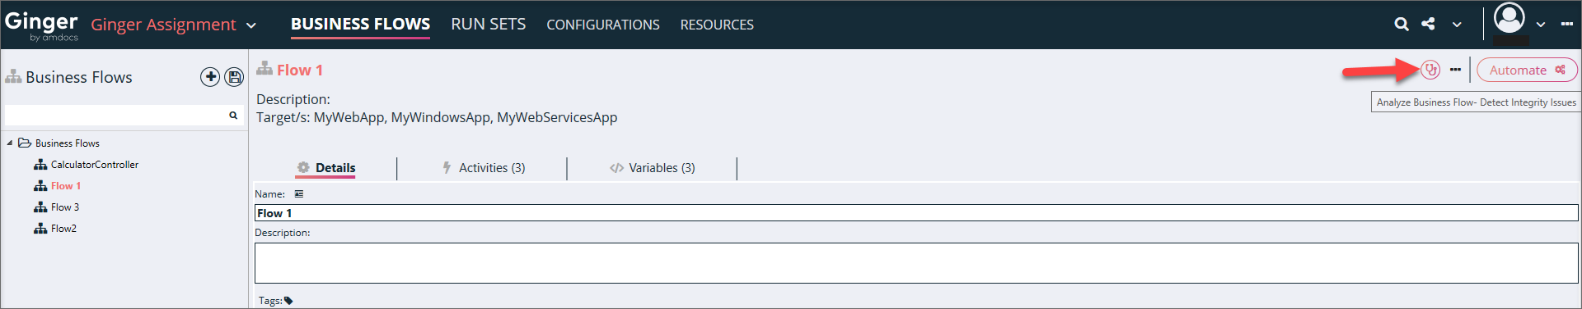 Ginger
by amdocs
Ginger Assignment
BUSINESS FLOWS RUN SETS CONFIGURATIONS RESOURCES
Business Flows
Business Flows
CalculatorController
Flow 1
Flow 3
Flow2
Flow 1
Automate
Analyze Business Flow- Detect Integrity Issues
Description:
Target/s: MyWebApp, MyWindowsApp, MyWebServicesApp
Details Activities (3) Variables (3)
Name:
Flow 1
Description:
Tags: